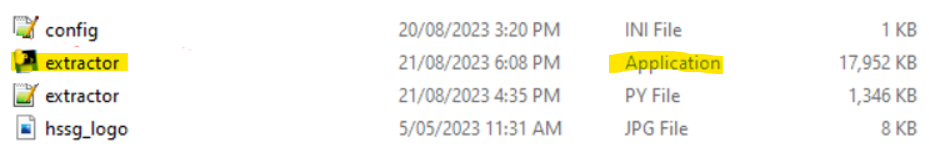 config 20/08/2023 3:20 PM INI File 1 KB
extractor 21/08/2023 6:08 PM Application 17,952 KB
extractor 21/08/2023 4:35 PM PY File 1,346 KB
hssg_logo 5/05/2023 11:31 AM JPG File 8 KB